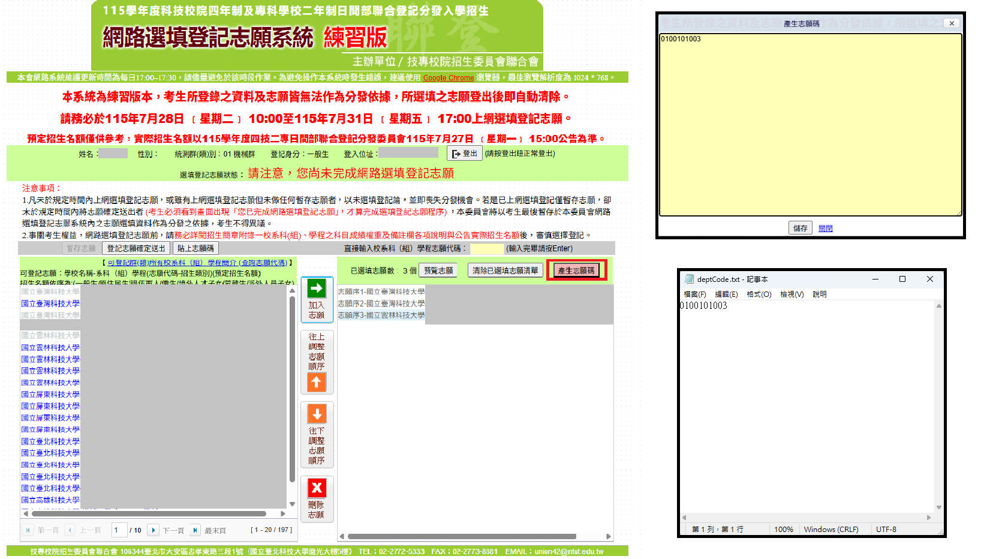 115學年度科技校院四年制及專科學校二年制日間部聯合登記分發入學招生
網路選填登記志願系統 練習版
主辦單位 / 技專校院招生委員會聯合會
本會網路系統維護更新時間為每日17:00~17:30，請儘量避免於該時段作業。為避免操作本系統時發生錯誤，建議使用 Google Chrome 瀏覽器，最佳瀏覽解析度為 1024 * 768。
本系統為練習版本，考生所登錄之資料及志願皆無法作為分發依據，所選填之志願登出後即自動清除。
請務必於115年7月28日﹝星期二﹞10:00至115年7月31日﹝星期五﹞17:00上網選填登記志願。
預定招生名額僅供參考，實際招生名額以115學年度四技二專日間部聯合登記分發委員會115年7月27日﹝星期一﹞15:00公告為準。
姓名： 性別： 統測群(類)別：01 機械群 登記身分：一般生 登入位址： 登出 (請按登出鈕正常登出)
選填登記志願狀態： 請注意，您尚未完成網路選填登記志願
注意事項：
1.凡未於規定時間內上網選填登記志願，或雖有上網選填登記志願但未做任何暫存志願者，以未選填登記論，並即喪失分發機會。若是已上網選填登記僅暫存志願，卻
未於規定時間內將志願確定送出者 (考生必須看到畫面出現「您已完成網路選填登記志願」，才算完成選填登記志願程序) ，本委員會將以考生最後暫存於本委員會網路
選填登記志願系統內之志願選填資料作為分發之依據，考生不得異議。
2.事關考生權益，網路選填登記志願前，請務必詳閱招生簡章附錄一校系科(組)、學程之科目成績權重及備註欄各項說明與公告實際招生名額後，審慎選擇登記。
暫存志願 登記志願確定送出 貼上志願碼 直接輸入校系科（組）學程志願代碼： (輸入完畢請按Enter)
【 可登記群(類)所有校系科（組）學程簡介 (查詢志願代碼) 】
可登記志願：學校名稱-系科（組）學程(志願代碼-招生類別)(預定招生名額)
招生名額依序為:(一般生/原住民生/退伍軍人/僑生/境外人才子女/蒙藏生/派外人員子女)
國立臺灣科技大學
國立臺灣科技大學
國立臺灣科技大學
國立雲林科技大學
國立雲林科技大學
國立雲林科技大學
國立雲林科技大學
國立雲林科技大學
國立屏東科技大學
國立屏東科技大學
國立屏東科技大學
國立屏東科技大學
國立臺北科技大學
國立臺北科技大學
國立臺北科技大學
國立臺北科技大學
國立臺北科技大學
國立高雄科技大學
第一頁 上一頁 1 / 10 下一頁 最末頁 [ 1 - 20 / 197 ]
加入
志願
往上
調整
志願
順序
往下
調整
志願
順序
刪除
志願
已選填志願數： 3 個 預覽志願 清除已選填志願清單 產生志願碼
志願序1-國立臺灣科技大學
志願序2-國立臺灣科技大學
志願序3-國立雲林科技大學
技專校院招生委員會聯合會 106344臺北市大安區忠孝東路三段1號（國立臺北科技大學億光大樓5樓） TEL：02-2772-5333 FAX：02-2773-8881 EMAIL：union42@ntut.edu.tw
產生志願碼
0100101003
儲存 關閉
deptCode.txt - 記事本
檔案(F) 編輯(E) 格式(O) 檢視(V) 說明
0100101003
第 1 列，第 1 行 100% Windows (CRLF) UTF-8